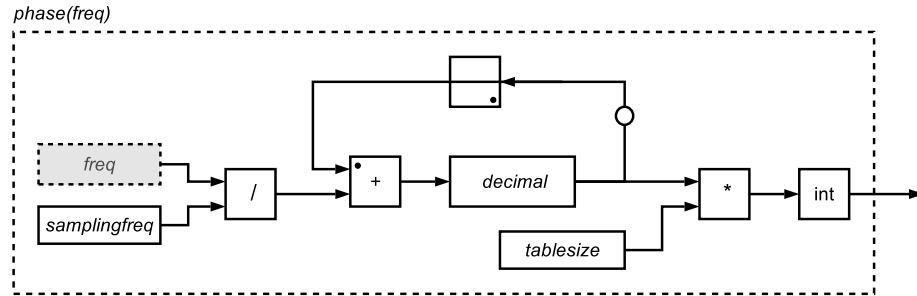 phase(freq)
freq
samplingfreq
/
+
decimal
tablesize
*
int